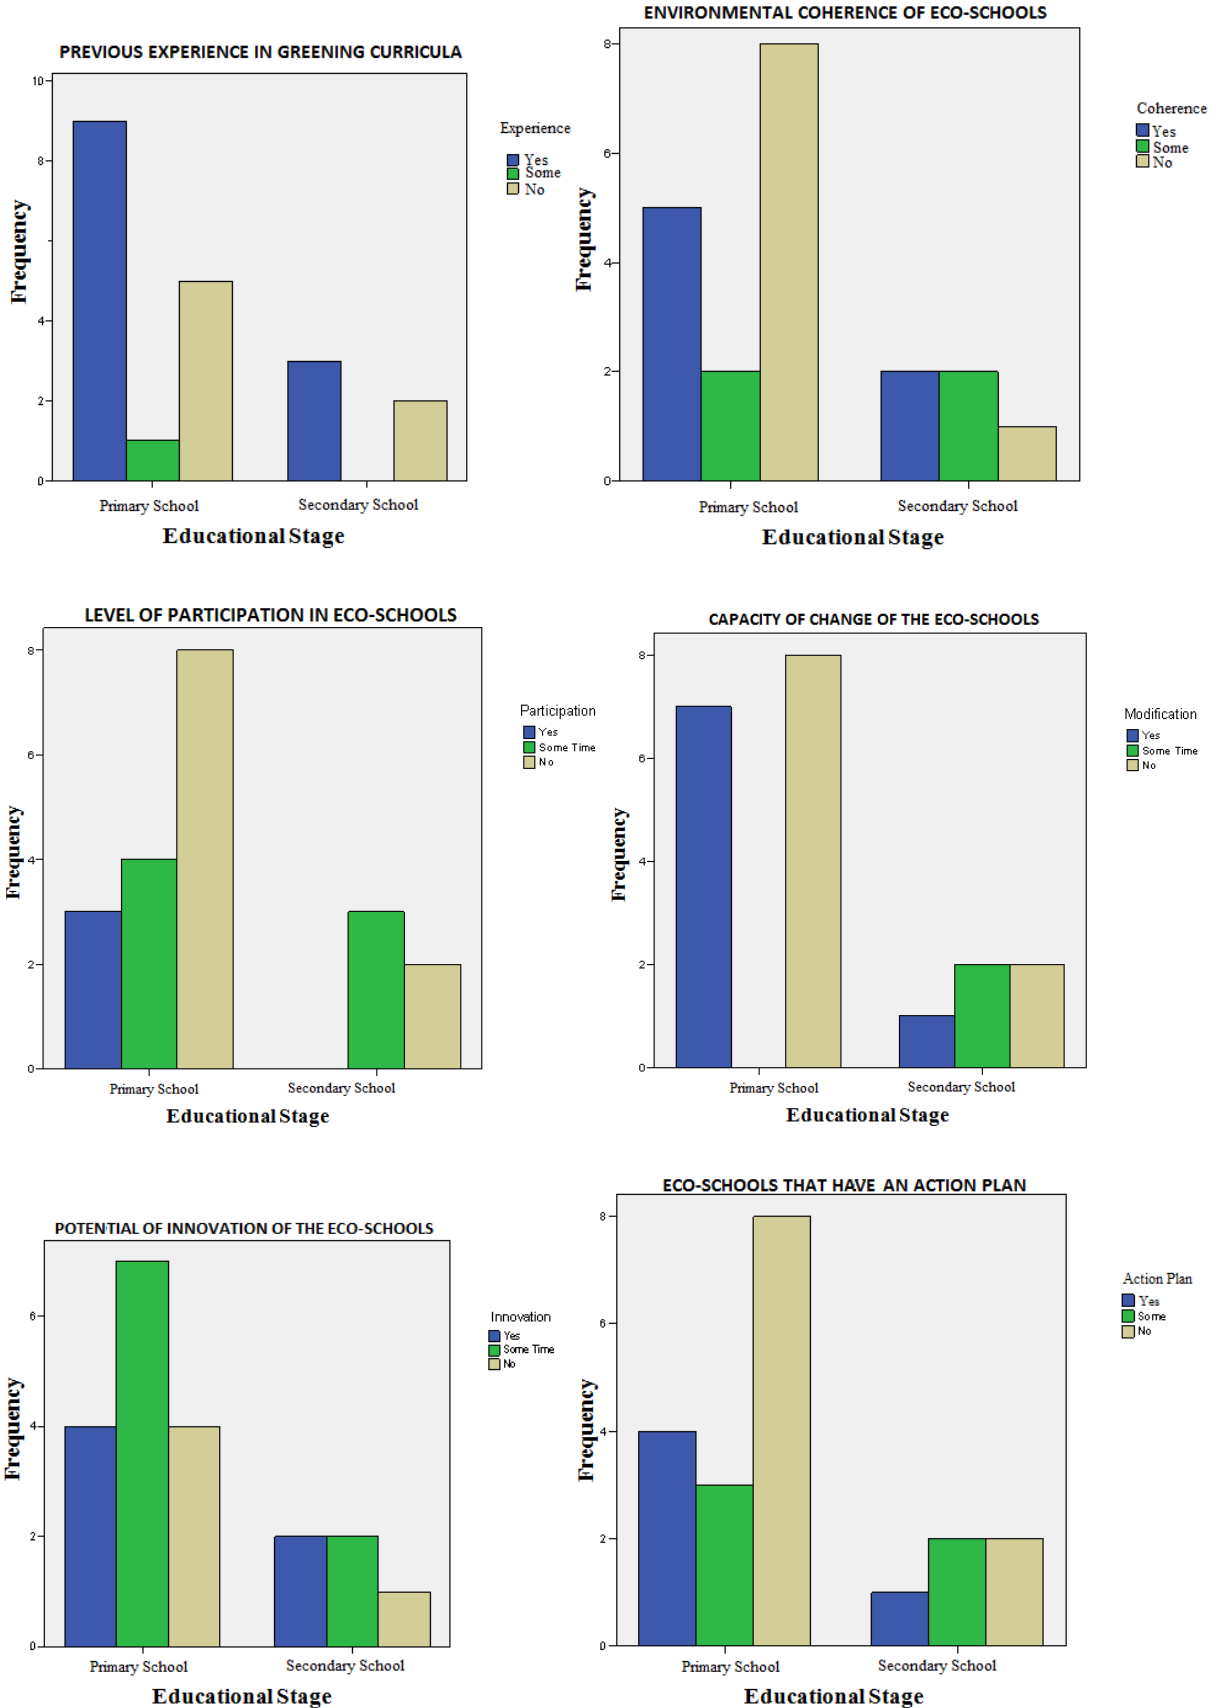 PREVIOUS EXPERIENCE IN GREENING CURRICULA
10
8
4
2
0
Frequency
Primary School
Secondary School
Educational Stage
Experience
Yes
Some
No
ENVIRONMENTAL COHERENCE OF ECO-SCHOOLS
8
6
4
2
0
Frequency
Primary School
Secondary School
Educational Stage
Coherence
Yes
Some
No
LEVEL OF PARTICIPATION IN ECO-SCHOOLS
8
6
4
2
0
Frequency
Primary School
Secondary School
Educational Stage
Participation
Yes
Some Time
No
CAPACITY OF CHANGE OF THE ECO-SCHOOLS
8
6
4
2
0
Frequency
Primary School
Secondary School
Educational Stage
Modification
Yes
Some Time
No
POTENTIAL OF INNOVATION OF THE ECO-SCHOOLS
6
4
2
0
Frequency
Primary School
Secondary School
Educational Stage
Innovation
Yes
Some Time
No
ECO-SCHOOLS THAT HAVE AN ACTION PLAN
8
6
4
2
0
Frequency
Primary School
Secondary School
Educational Stage
Action Plan
Yes
Some
No